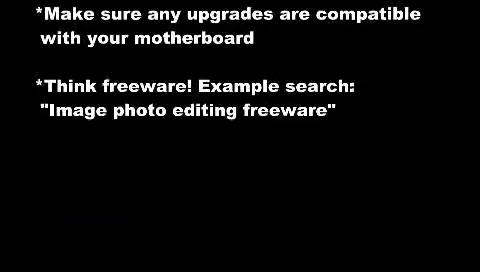 *Make sure any upgrades are compatible
with your motherboard
*Think freeware! Example search:
"Image photo editing freeware"